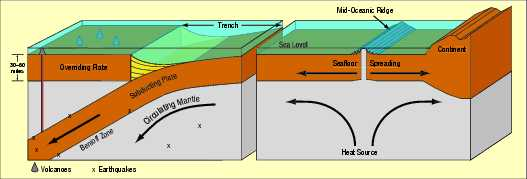 Trench
Mid-Oceanic Ridge
Sea Level
Continent
30–60
miles
Overriding Plate
Seafloor Spreading
Subducting Plate
Circulating Mantle
Benioff Zone
Heat Source
Volcanoes x Earthquakes